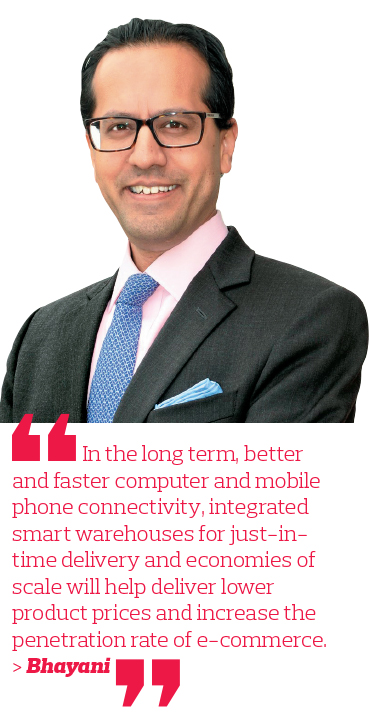 In the long term, better
and faster computer and mobile
phone connectivity, integrated
smart warehouses for just-in-
time delivery and economies of
scale will help deliver lower
product prices and increase the
penetration rate of e-commerce.
> Bhayani